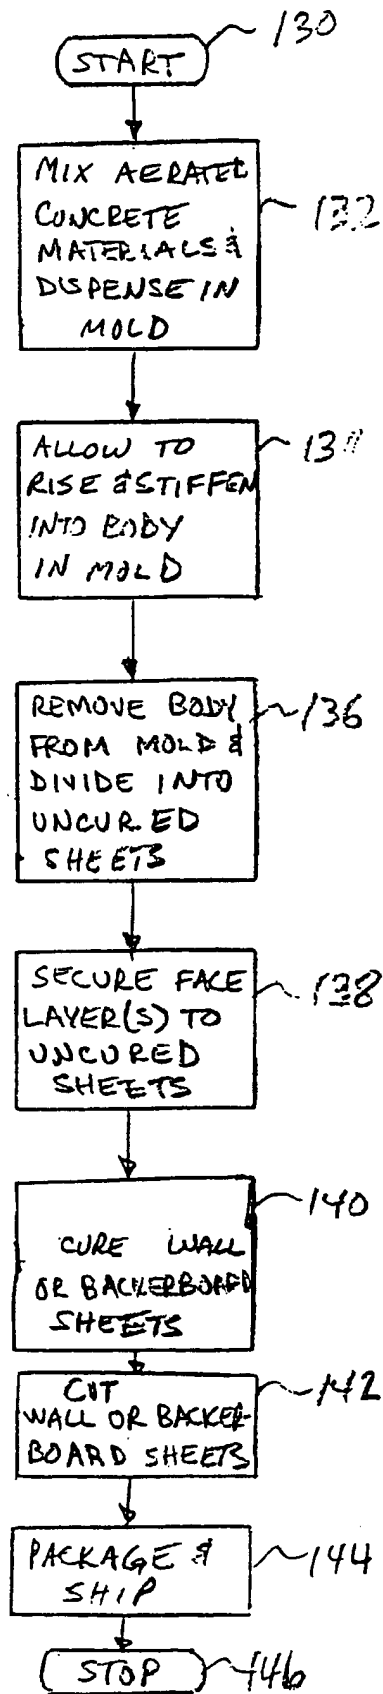 130
START
MIX AERATED
CONCRETE
MATERIALS &
DISPENSE IN
MOLD
132
ALLOW TO
RISE & STIFFEN
INTO BODY
IN MOLD
REMOVE BODY
FROM MOLD &
DIVIDE INTO
UNCURED
SHEETS
136
SECURE FACE
LAYER(S) TO
UNCURED
SHEETS
138
140
CURE WALL
OR BACKERBOARD
SHEETS
CUT
WALL OR BACKER-
BOARD SHEETS
142
PACKAGE &
SHIP
144
STOP
146